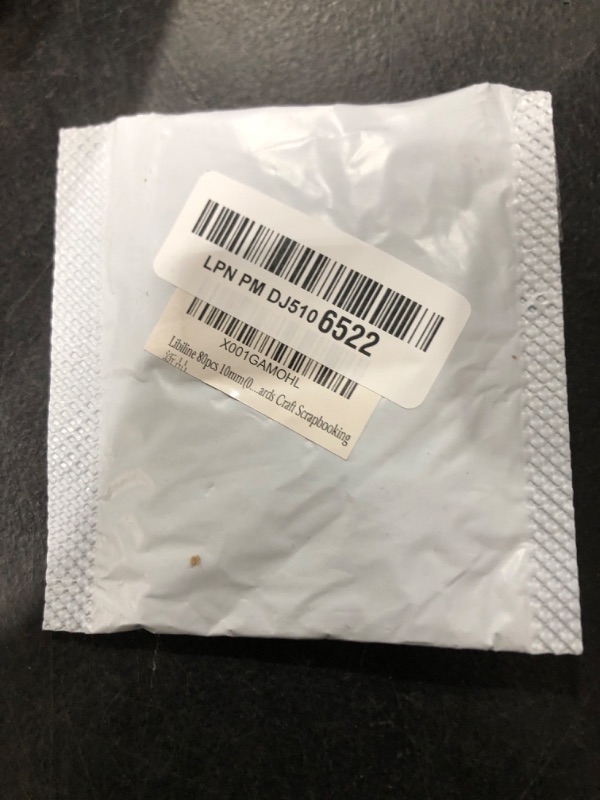 LPN PM DJ510 6522
X001GAMOHL
Libiline 80pcs 10mm(0...ards Craft Scrapbooking